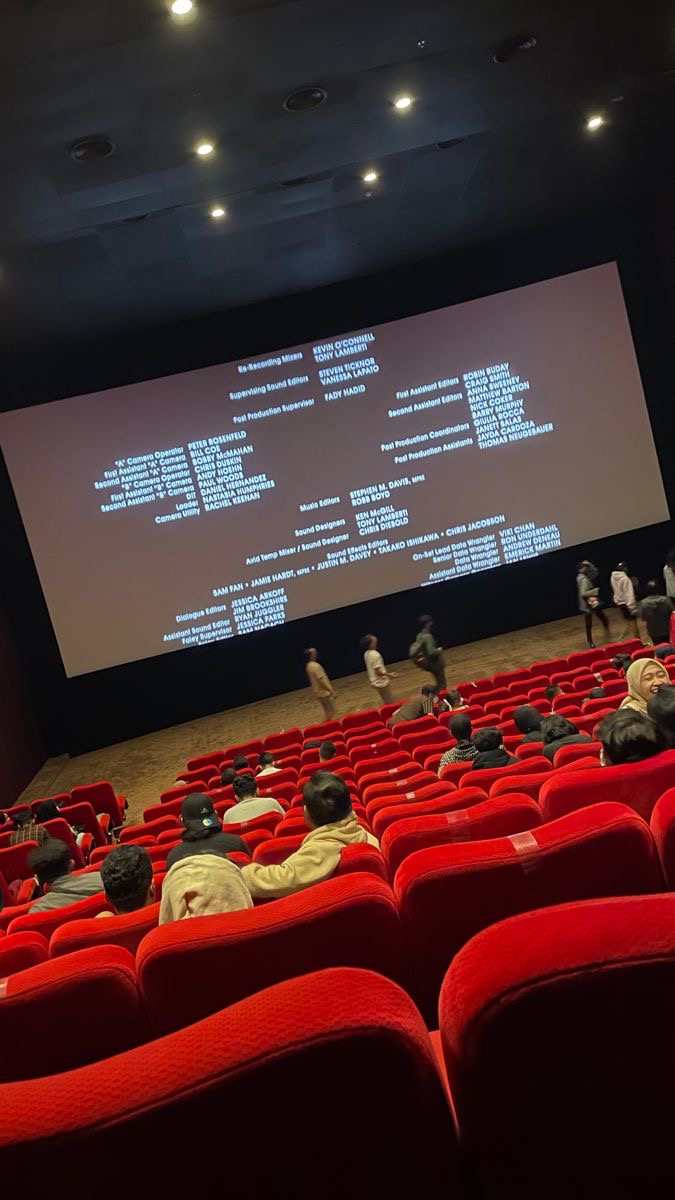 Re-Recording Mixers KEVIN O'CONNELL
TONY LAMBERTI
Supervising Sound Editors STEVEN TICKNOR
VANESSA LAPATO
Post Production Supervisor FADY HADID
"A" Camera Operator PETER ROSENFELD
First Assistant "A" Camera BILL COE
Second Assistant "A" Camera BOBBY McMAHAN
"B" Camera Operator CHRIS DUSKIN
First Assistant "B" Camera ANDY HOEHN
Second Assistant "B" Camera PAUL WOODS
DIT DANIEL HERNANDEZ
Loader NASTASIA HUMPHRIES
Camera Utility RACHEL KEENAN
First Assistant Editors ROBIN BUDAY
CRAIG SMITH
Second Assistant Editors ANNA SWEENEY
MATTHEW BARTON
NICK COKER
Post Production Coordinators BARRY MURPHY
GIULIA ROCCA
Post Production Assistants JANET BALAS
JAYDA CARDOZA
THOMAS NEUGEBAUER
Music Editors STEPHEN M. DAVIS, MPSE
ROBB BOYD
Sound Designers KEN McGILL
TONY LAMBERTI
Avid Temp Mixer / Sound Designer CHRIS DIEBOLD
Sound Effects Editors
SAM FAN • JAMIE HARDT, MPSE • JUSTIN M. DAVEY • TAKAKO ISHIKAWA • CHRIS JACOBSON
Dialogue Editors JESSICA ARKOFF
JIM BROOKSHIRE
Assistant Sound Editor RYAN JUGGLER
Foley Supervisor JESSICA PARKS
On-Set Lead Data Wrangler VIKI CHAN
Senior Data Wrangler RON UNDERDAHL
Data Wrangler ANDREW DENEAU
Assistant Data Wrangler PATRICK MARTIN